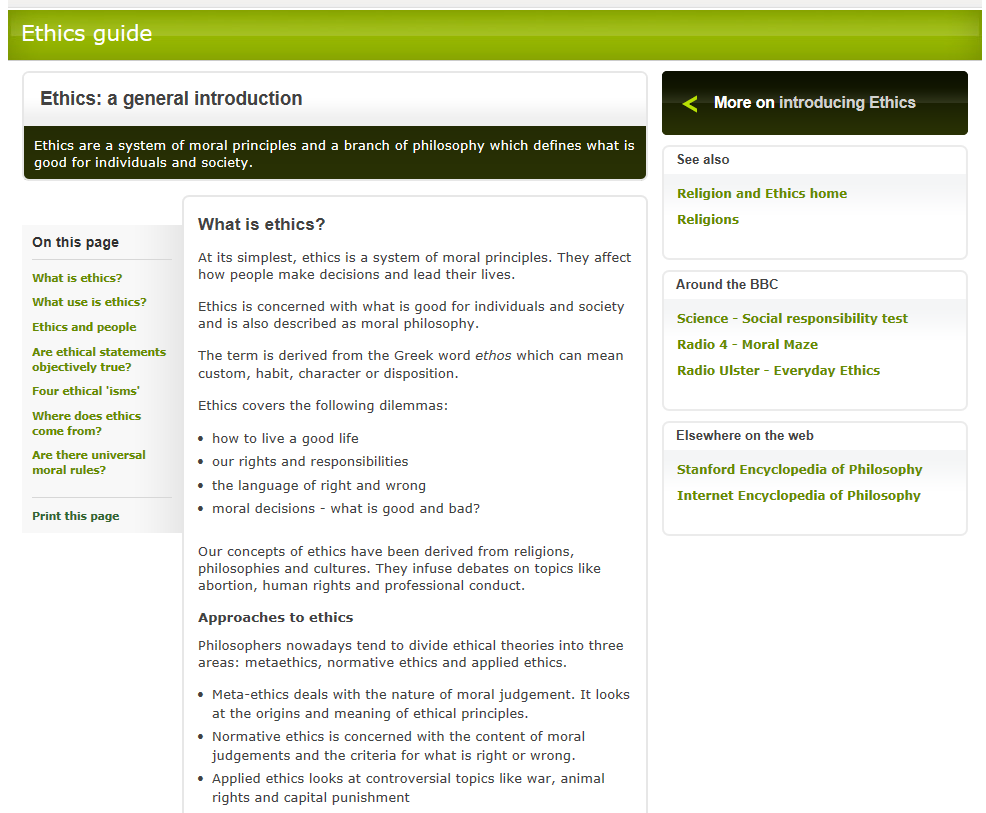 Ethics guide
Ethics: a general introduction
Ethics are a system of moral principles and a branch of philosophy which defines what is
good for individuals and society.
On this page
What is ethics?
What use is ethics?
Ethics and people
Are ethical statements
objectively true?
Four ethical 'isms'
Where does ethics
come from?
Are there universal
moral rules?
Print this page
What is ethics?
At its simplest, ethics is a system of moral principles. They affect
how people make decisions and lead their lives.
Ethics is concerned with what is good for individuals and society
and is also described as moral philosophy.
The term is derived from the Greek word ethos which can mean
custom, habit, character or disposition.
Ethics covers the following dilemmas:
• how to live a good life
• our rights and responsibilities
• the language of right and wrong
• moral decisions - what is good and bad?
Our concepts of ethics have been derived from religions,
philosophies and cultures. They infuse debates on topics like
abortion, human rights and professional conduct.
Approaches to ethics
Philosophers nowadays tend to divide ethical theories into three
areas: metaethics, normative ethics and applied ethics.
• Meta-ethics deals with the nature of moral judgement. It looks
at the origins and meaning of ethical principles.
• Normative ethics is concerned with the content of moral
judgements and the criteria for what is right or wrong.
• Applied ethics looks at controversial topics like war, animal
rights and capital punishment
More on introducing Ethics
See also
Religion and Ethics home
Religions
Around the BBC
Science - Social responsibility test
Radio 4 - Moral Maze
Radio Ulster - Everyday Ethics
Elsewhere on the web
Stanford Encyclopedia of Philosophy
Internet Encyclopedia of Philosophy